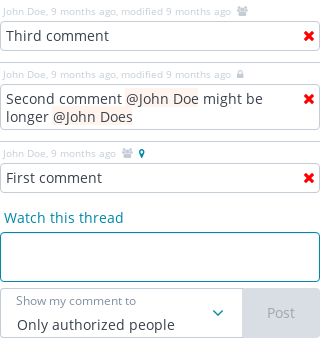 John Doe, 9 months ago, modified 9 months ago
Third comment
John Doe, 9 months ago, modified 9 months ago
Second comment @John Doe might be
longer @John Does
John Doe, 9 months ago
First comment
Watch this thread
Show my comment to
Only authorized people
Post